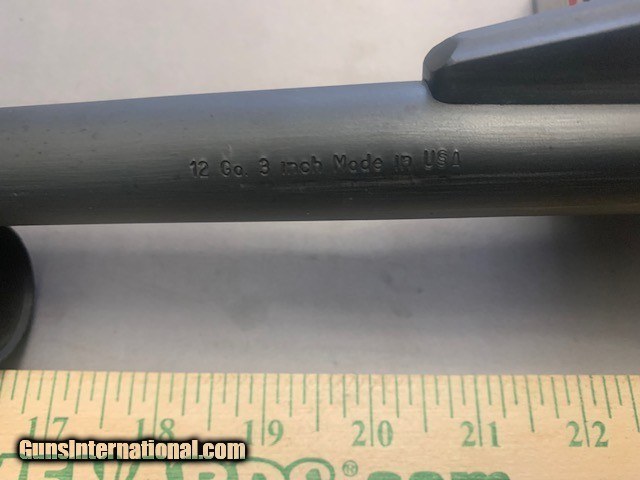 12 Ga. 3 inch Made in USA
17 18 19 20 21 22
GunsInternational.com